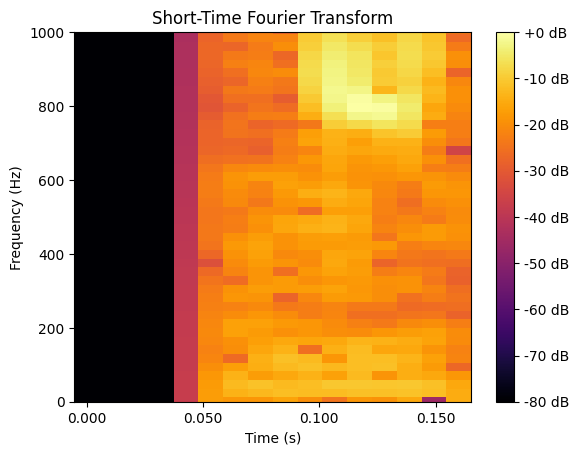 Short-Time Fourier Transform
1000
800
600
400
200
0
Frequency (Hz)
0.000
0.050
0.100
0.150
Time (s)
+0 dB
-10 dB
-20 dB
-30 dB
-40 dB
-50 dB
-60 dB
-70 dB
-80 dB